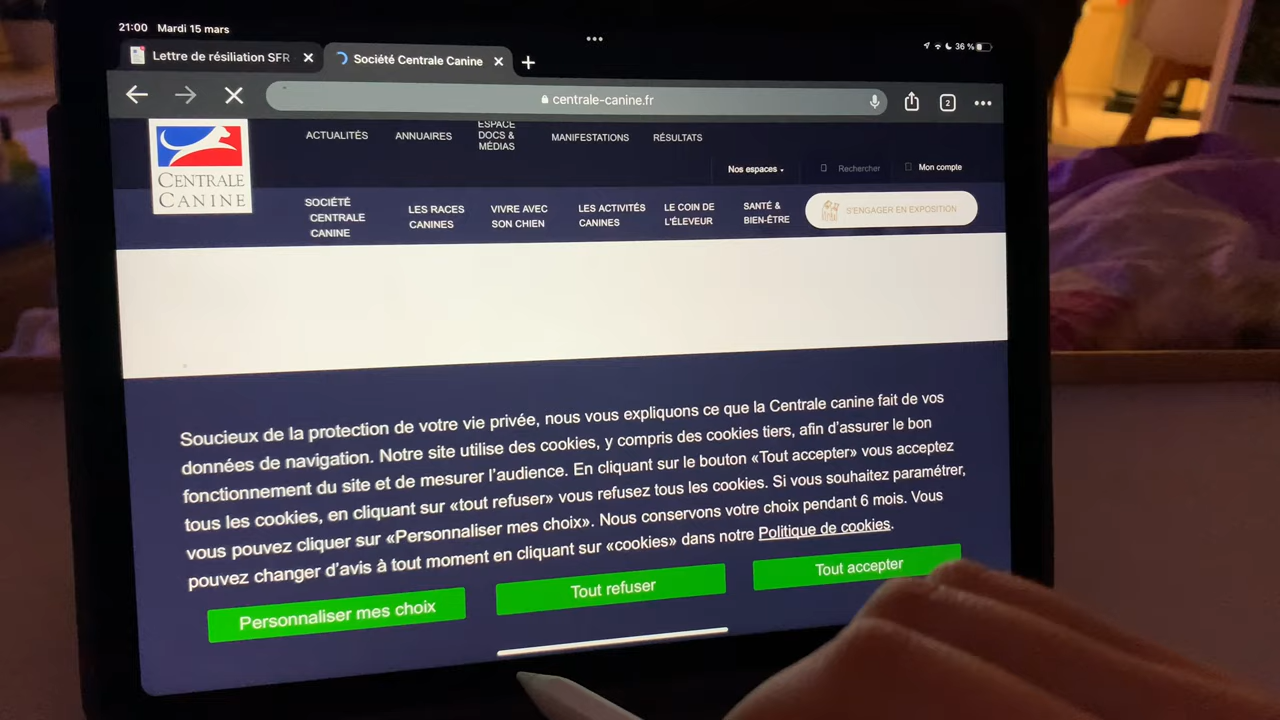 21:00 Mardi 15 mars
36 %
Lettre de résiliation SFR
Société Centrale Canine
centrale-canine.fr
2
ACTUALITÉS
ANNUAIRES
ESPACE
DOCS &
MÉDIAS
MANIFESTATIONS
RÉSULTATS
CENTRALE
CANINE
Nos espaces
Rechercher
Mon compte
SOCIÉTÉ
CENTRALE
CANINE
LES RACES
CANINES
VIVRE AVEC
SON CHIEN
LES ACTIVITÉS
CANINES
LE COIN DE
L'ÉLEVEUR
SANTÉ &
BIEN-ÊTRE
S'ENGAGER EN EXPOSITION
Soucieux de la protection de votre vie privée, nous vous expliquons ce que la Centrale canine fait de vos
données de navigation. Notre site utilise des cookies, y compris des cookies tiers, afin d'assurer le bon
fonctionnement du site et de mesurer l'audience. En cliquant sur le bouton «Tout accepter» vous acceptez
tous les cookies, en cliquant sur «tout refuser» vous refusez tous les cookies. Si vous souhaitez paramétrer,
vous pouvez cliquer sur «Personnaliser mes choix». Nous conservons votre choix pendant 6 mois. Vous
pouvez changer d'avis à tout moment en cliquant sur «cookies» dans notre Politique de cookies.
Personnaliser mes choix
Tout refuser
Tout accepter